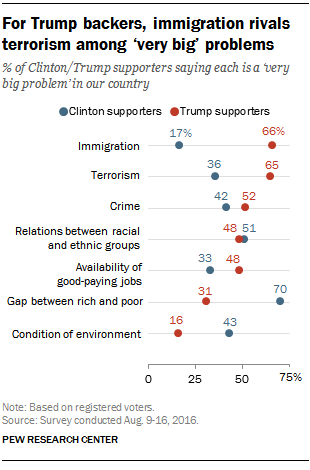 For Trump backers, immigration rivals
terrorism among ‘very big’ problems
% of Clinton/Trump supporters saying each is a ‘very
big problem’ in our country
Clinton supporters Trump supporters
Immigration 17% 66%
Terrorism 36 65
Crime 42 52
Relations between racial
and ethnic groups 48 51
Availability of
good-paying jobs 33 48
Gap between rich and poor 31 70
Condition of environment 16 43
0 25 50 75%
Note: Based on registered voters.
Source: Survey conducted Aug. 9-16, 2016.
PEW RESEARCH CENTER